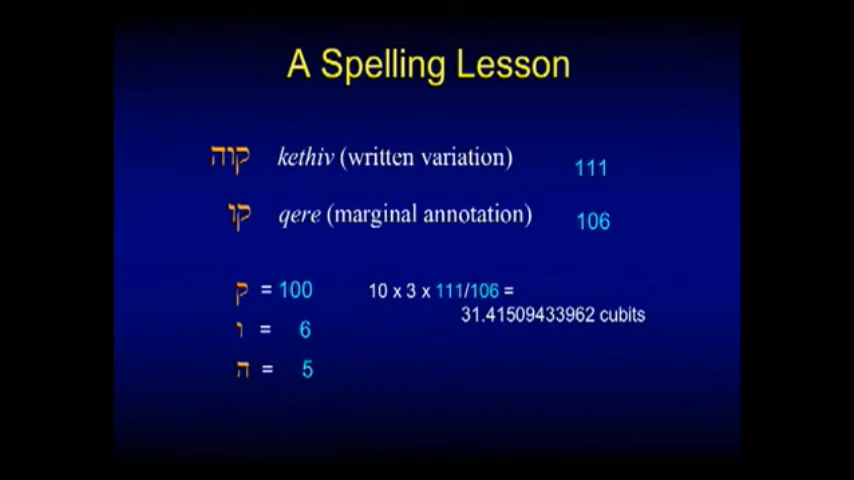 A Spelling Lesson
קוה kethiv (written variation) 111
קו qere (marginal annotation) 106
ק = 100 10 x 3 x 111/106 =
31.41509433962 cubits
ו = 6
ה = 5